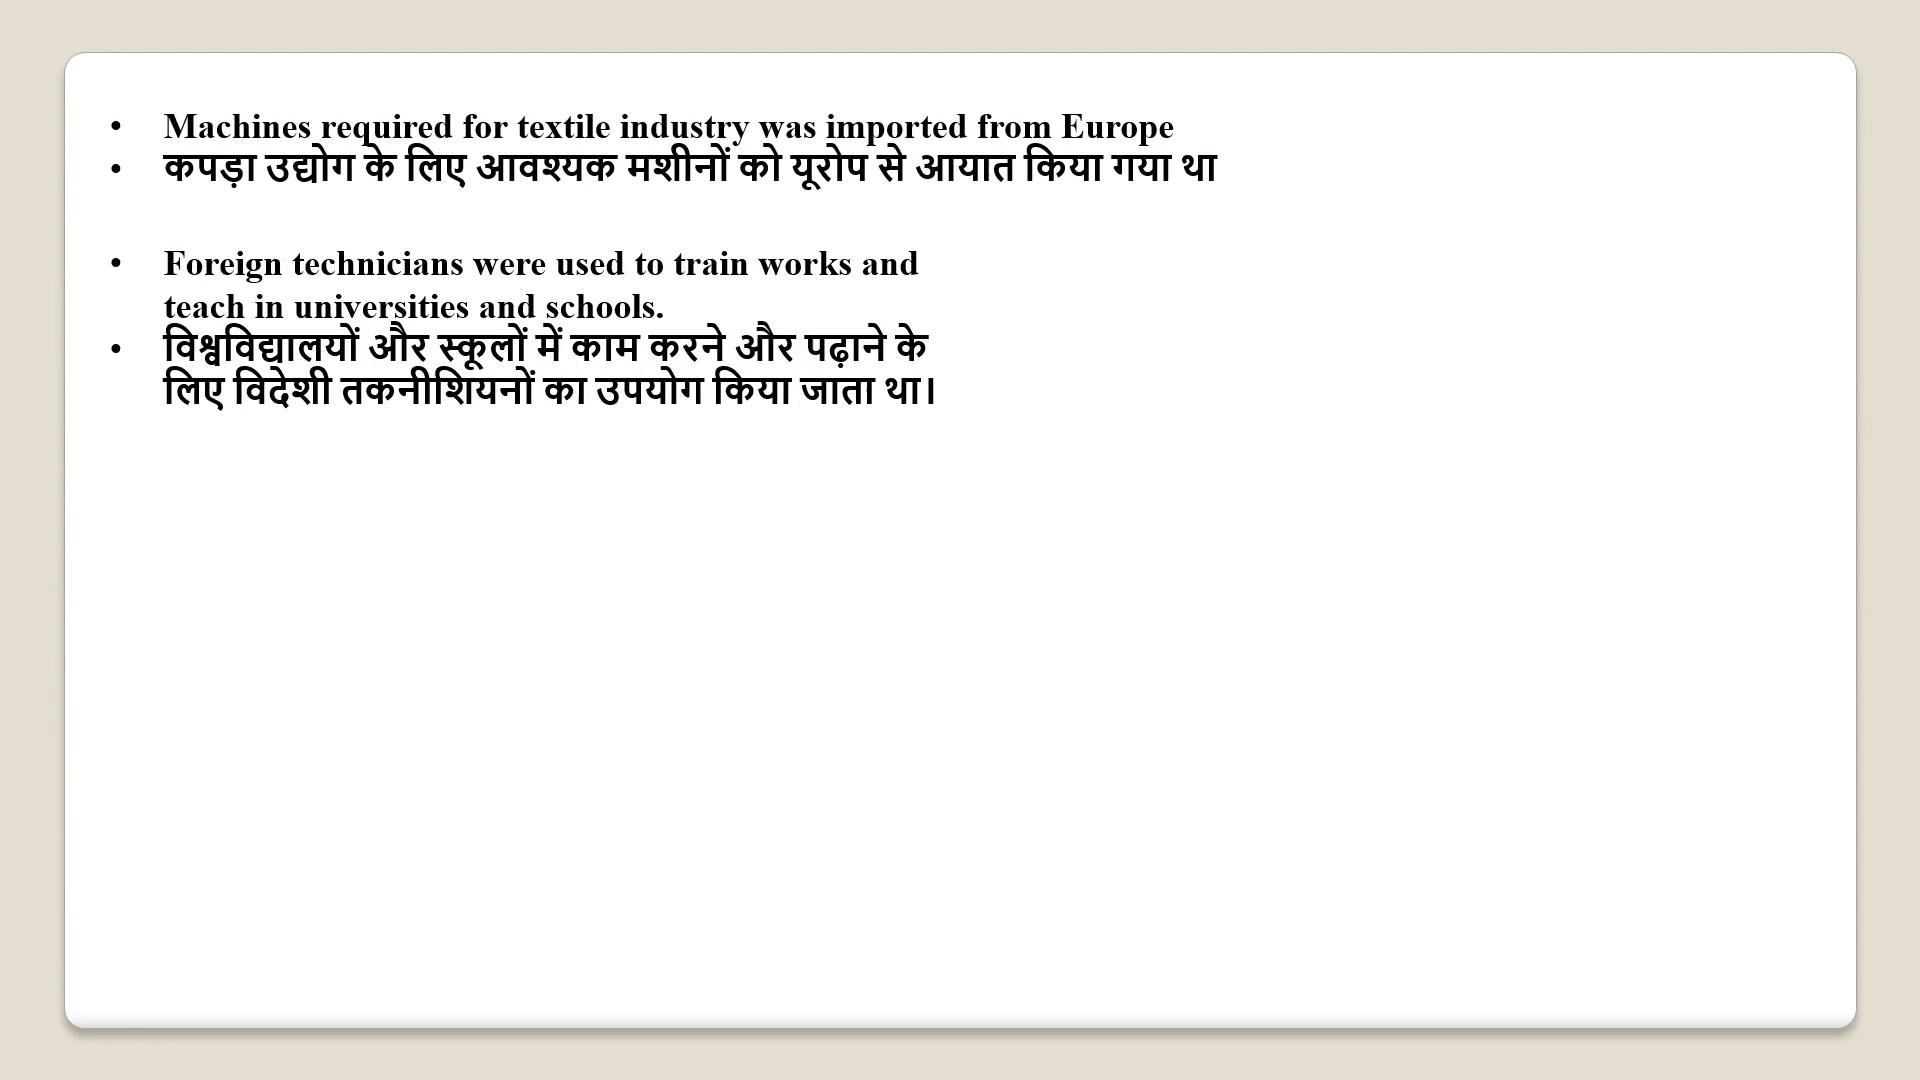 • Machines required for textile industry was imported from Europe
• कपड़ा उद्योग के लिए आवश्यक मशीनों को यूरोप से आयात किया गया था
• Foreign technicians were used to train works and
teach in universities and schools.
• विश्वविद्यालयों और स्कूलों में काम करने और पढ़ाने के
लिए विदेशी तकनीशियनों का उपयोग किया जाता था।